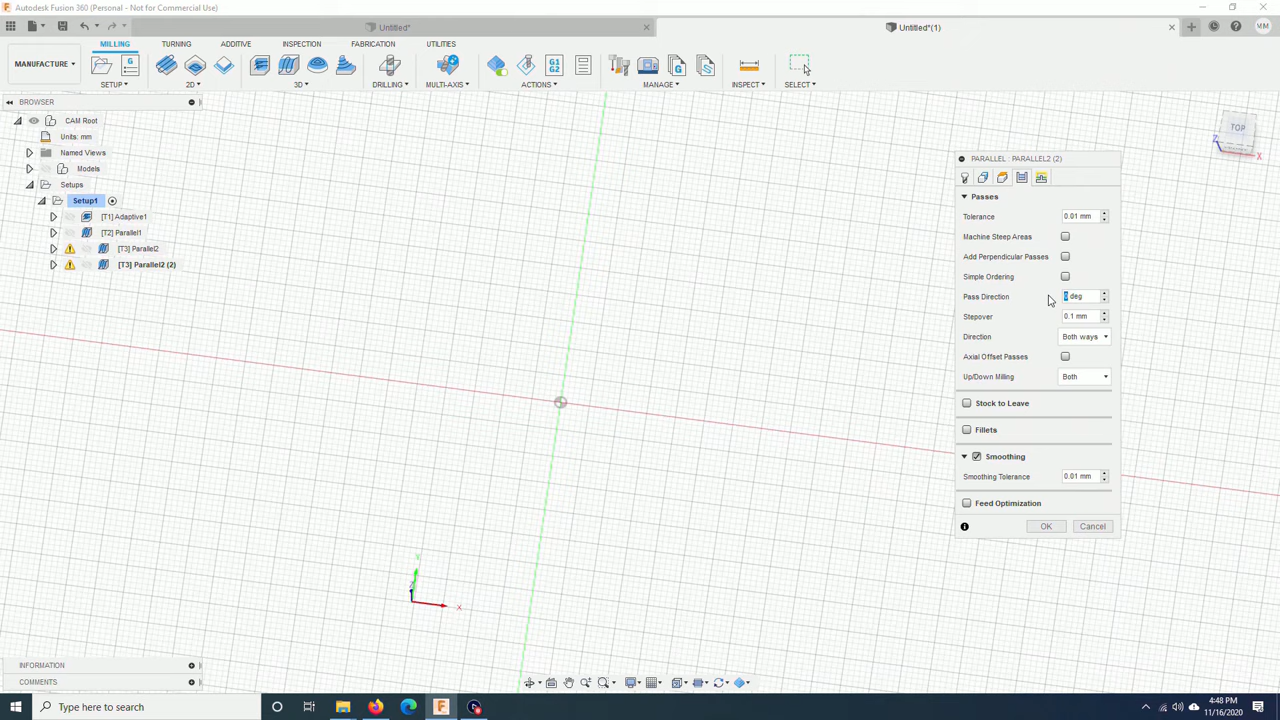 Autodesk Fusion 360 (Personal - Not for Commercial Use)
Untitled*
Untitled*(1)
MM
MILLING TURNING ADDITIVE INSPECTION FABRICATION UTILITIES
MANUFACTURE
SETUP 2D 3D DRILLING MULTI-AXIS ACTIONS MANAGE INSPECT SELECT
G1
G2
BROWSER
CAM Root
Units: mm
Named Views
Models
Setups
Setup1
[T1] Adaptive1
[T2] Parallel1
[T3] Parallel2
[T3] Parallel2 (2)
TOP
Z
X
PARALLEL : PARALLEL2 (2)
Passes
Tolerance 0.01 mm
Machine Steep Areas
Add Perpendicular Passes
Simple Ordering
Pass Direction 0 deg
Stepover 0.1 mm
Direction Both ways
Axial Offset Passes
Up/Down Milling Both
Stock to Leave
Fillets
Smoothing
Smoothing Tolerance 0.01 mm
Feed Optimization
OK Cancel
Y
Z
X
INFORMATION
COMMENTS
Type here to search
4:48 PM
11/16/2020